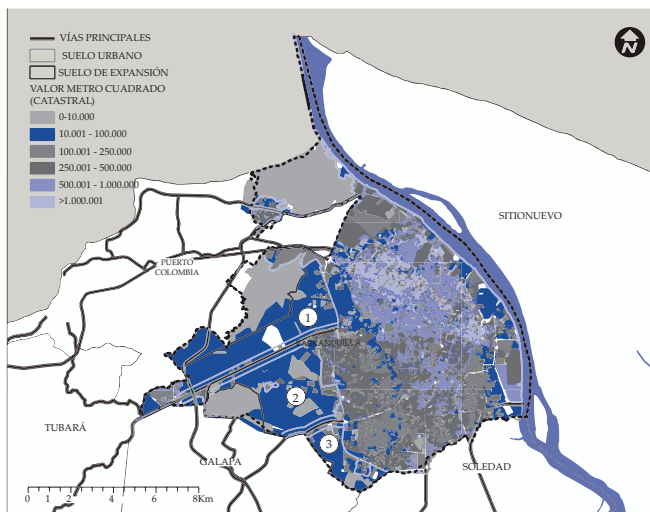 VÍAS PRINCIPALES
SUELO URBANO
SUELO DE EXPANSIÓN
VALOR METRO CUADRADO
(CATASTRAL)
0-10.000
10.001 - 100.000
100.001 - 250.000
250.001 - 500.000
500.001 - 1.000.000
>1.000.001
N
SITIONUEVO
PUERTO
COLOMBIA
1
BARRANQUILLA
2
TUBARÁ
3
GALAPA
SOLEDAD
0 1 2 4 6 8Km